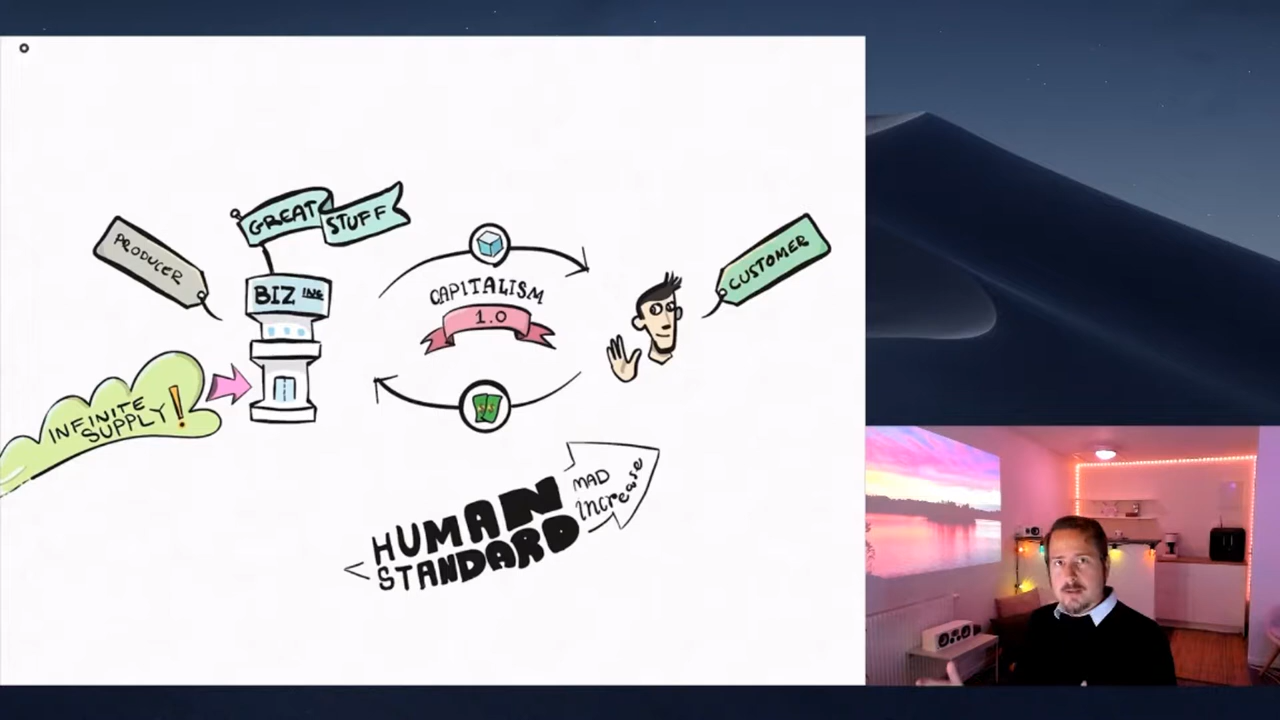 GREAT STUFF
PRODUCER
BIZ INC
CAPITALISM
1.0
CUSTOMER
INFINITE
SUPPLY!
HUMAN
STANDARD
MAD
increase